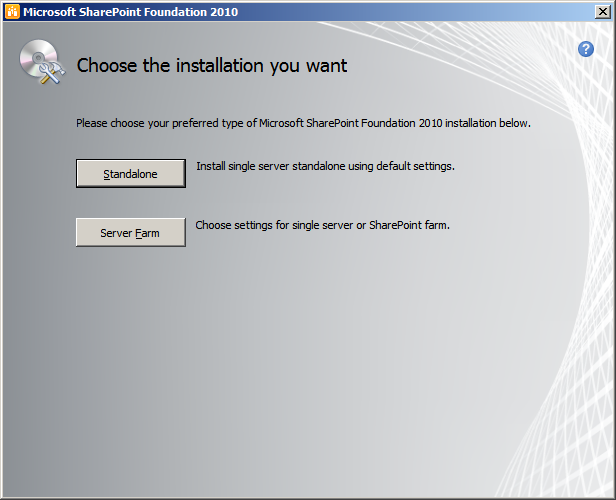 Microsoft SharePoint Foundation 2010
Choose the installation you want
Please choose your preferred type of Microsoft SharePoint Foundation 2010 installation below.
Standalone
Install single server standalone using default settings.
Server Farm
Choose settings for single server or SharePoint farm.